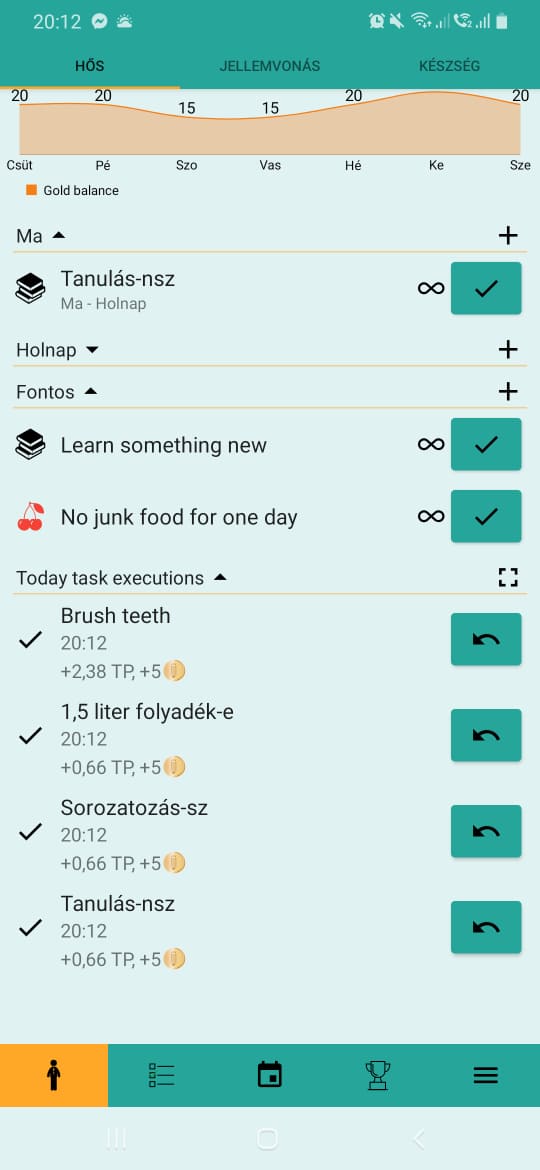 20:12
HŐS
JELLEMVONÁS
KÉSZSÉG
20 20 15 15 20 20
Csüt Pé Szo Vas Hé Ke Sze
Gold balance
Ma
Tanulás-nsz
Ma - Holnap
Holnap
Fontos
Learn something new
No junk food for one day
Today task executions
Brush teeth
20:12
+2,38 TP, +5
1,5 liter folyadék-e
20:12
+0,66 TP, +5
Sorozatozás-sz
20:12
+0,66 TP, +5
Tanulás-nsz
20:12
+0,66 TP, +5